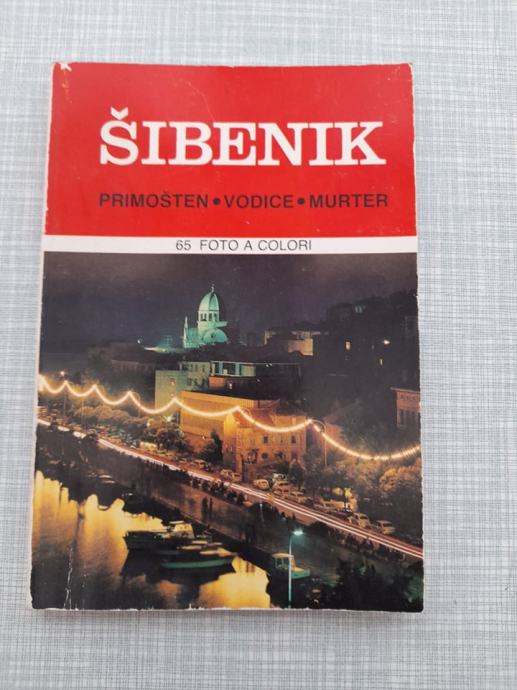 ŠIBENIK
PRIMOŠTEN•VODICE•MURTER
65 FOTO A COLORI